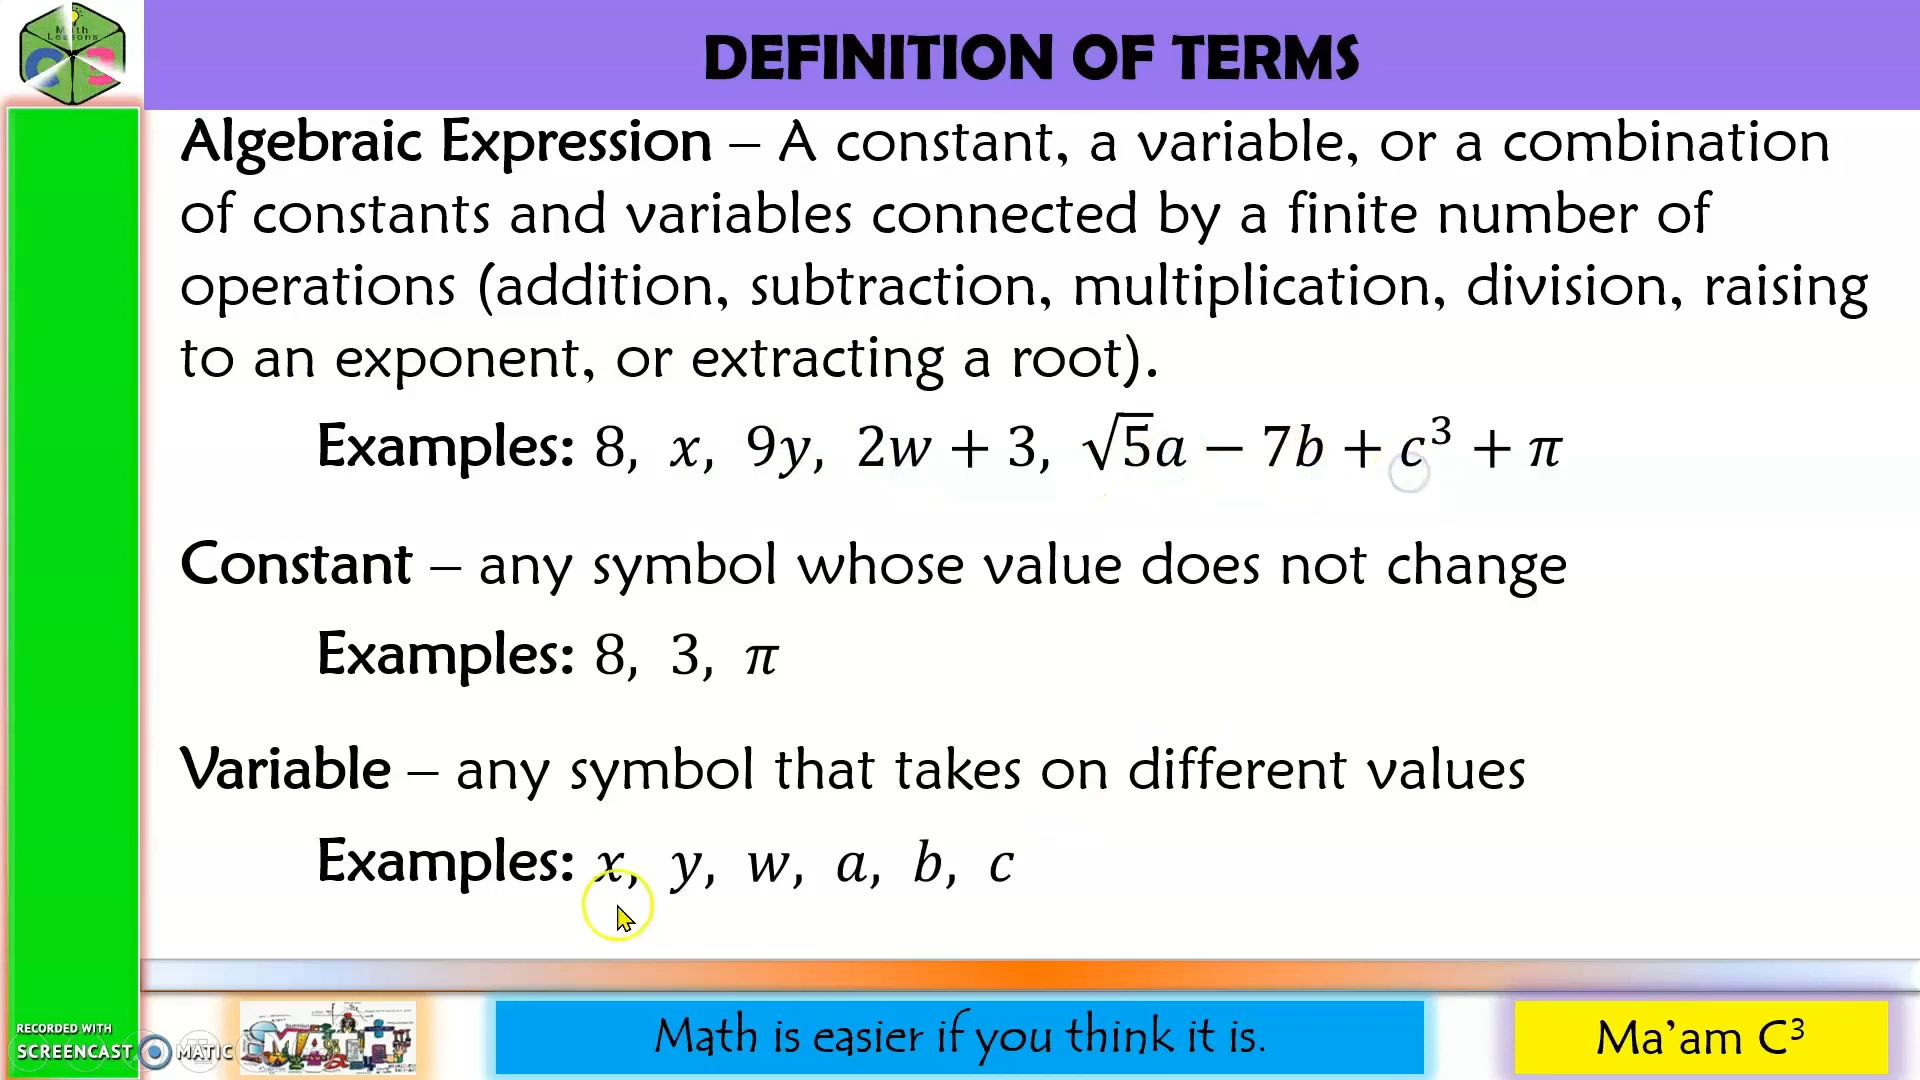 Math
Lessons
DEFINITION OF TERMS
Algebraic Expression – A constant, a variable, or a combination
of constants and variables connected by a finite number of
operations (addition, subtraction, multiplication, division, raising
to an exponent, or extracting a root).
Examples: 8, x, 9y, 2w + 3, √5a − 7b + c³ + π
Constant – any symbol whose value does not change
Examples: 8, 3, π
Variable – any symbol that takes on different values
Examples: x, y, w, a, b, c
RECORDED WITH
SCREENCAST MATIC
MATH
Math is easier if you think it is.
Ma'am C³